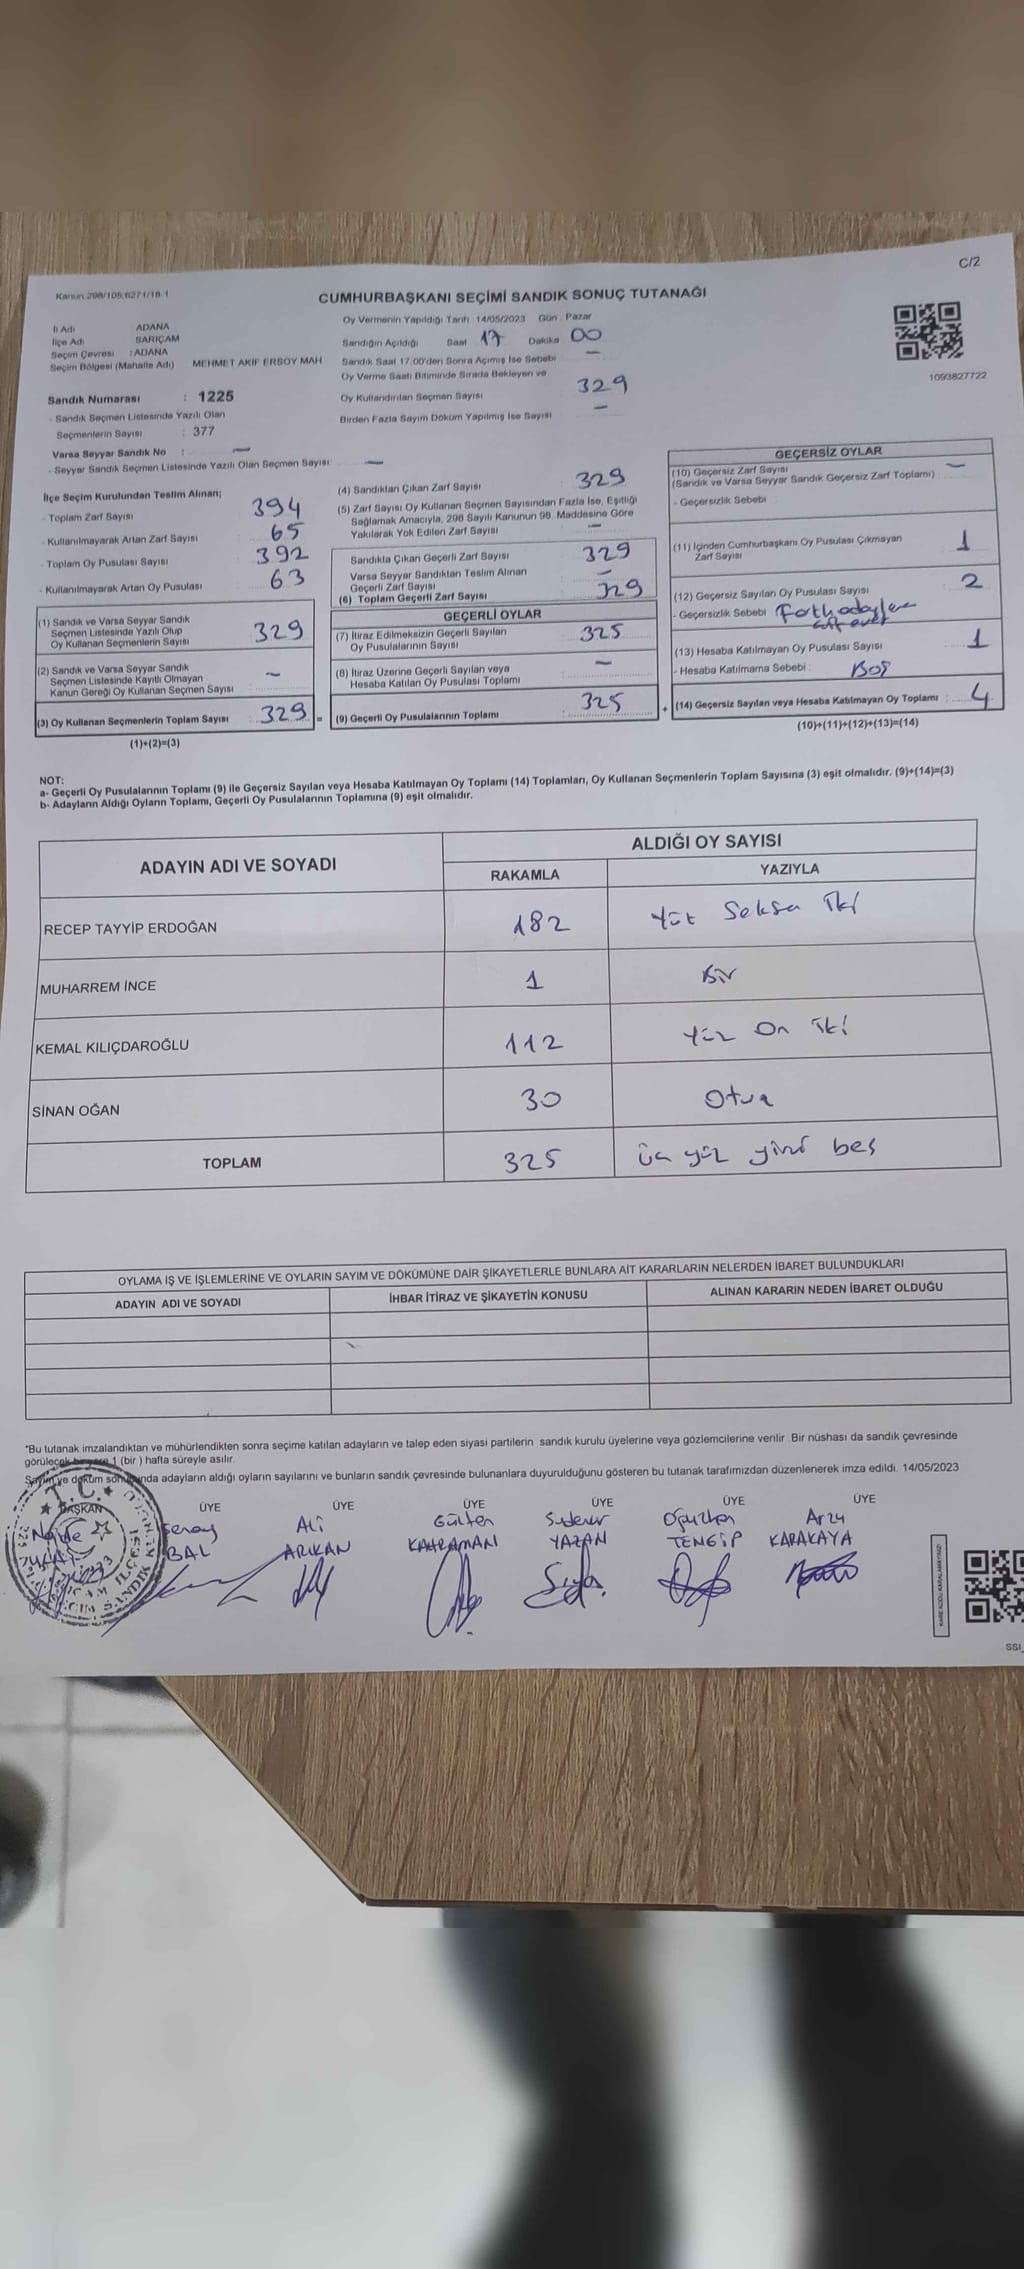 C/2
Kanun:298/105,6271/18-1
CUMHURBAŞKANI SEÇİMİ SANDIK SONUÇ TUTANAĞI
İl Adı ADANA
İlçe Adı SARIÇAM
Seçim Çevresi : ADANA
Seçim Bölgesi (Mahalle Adı) MEHMET AKİF ERSOY MAH
Sandık Numarası : 1225
- Sandık Seçmen Listesinde Yazılı Olan
Seçmenlerin Sayısı : 377
Varsa Seyyar Sandık No : —
- Seyyar Sandık Seçmen Listesinde Yazılı Olan Seçmen Sayısı: —
Oy Vermenin Yapıldığı Tarih :14/05/2023 Gün : Pazar
Sandığın Açıldığı Saat 17 Dakika 00
Sandık Saat 17.00'den Sonra Açımış İse Sebebi —
Oy Verme Saati Bitiminde Sırada Bekleyen ve
Oy Kullandırılan Seçmen Sayısı 329
Birden Fazla Sayım Döküm Yapılmış İse Sayısı —
1093827722
İlçe Seçim Kurulundan Teslim Alınan;
- Toplam Zarf Sayısı 394
- Kullanılmayarak Artan Zarf Sayısı 65
- Toplam Oy Pusulası Sayısı 392
- Kullanılmayarak Artan Oy Pusulası 63
(1) Sandık ve Varsa Seyyar Sandık
Seçmen Listesinde Yazılı Olup
Oy Kullanan Seçmenlerin Sayısı 329
(2) Sandık ve Varsa Seyyar Sandık
Seçmen Listesinde Kayıtlı Olmayan
Kanun Gereği Oy Kullanan Seçmen Sayısı —
(3) Oy Kullanan Seçmenlerin Toplam Sayısı 329 =
(1)+(2)=(3)
(4) Sandıktan Çıkan Zarf Sayısı 329
(5) Zarf Sayısı Oy Kullanan Seçmen Sayısından Fazla İse, Eşitliği
Sağlamak Amacıyla, 298 Sayılı Kanunun 98. Maddesine Göre
Yakılarak Yok Edilen Zarf Sayısı —
Sandıkta Çıkan Geçerli Zarf Sayısı 329
Varsa Seyyar Sandıktan Teslim Alınan
Geçerli Zarf Sayısı —
(6) Toplam Geçerli Zarf Sayısı 329
GEÇERLİ OYLAR
(7) İtiraz Edilmeksizin Geçerli Sayılan
Oy Pusulalarının Sayısı 325
(8) İtiraz Üzerine Geçerli Sayılan veya
Hesaba Katılan Oy Pusulası Toplamı —
(9) Geçerli Oy Pusulalarının Toplamı 325 +
GEÇERSİZ OYLAR
(10) Geçersiz Zarf Sayısı —
(Sandık ve Varsa Seyyar Sandık Geçersiz Zarf Toplamı)
- Geçersizlik Sebebi
(11) İçinden Cumhurbaşkanı Oy Pusulası Çıkmayan
Zarf Sayısı 1
(12) Geçersiz Sayılan Oy Pusulası Sayısı 2
- Geçersizlik Sebebi
(13) Hesaba Katılmayan Oy Pusulası Sayısı 1
- Hesaba Katılmama Sebebi : Boş
(14) Geçersiz Sayılan veya Hesaba Katılmayan Oy Toplamı : 4
(10)+(11)+(12)+(13)=(14)
NOT:
a- Geçerli Oy Pusulalarının Toplamı (9) ile Geçersiz Sayılan veya Hesaba Katılmayan Oy Toplamı (14) Toplamları, Oy Kullanan Seçmenlerin Toplam Sayısına (3) eşit olmalıdır. (9)+(14)=(3)
b- Adayların Aldığı Oyların Toplamı, Geçerli Oy Pusulalarının Toplamına (9) eşit olmalıdır.
ADAYIN ADI VE SOYADI ALDIĞI OY SAYISI
RAKAMLA YAZIYLA
RECEP TAYYİP ERDOĞAN 182 Yüz Seksen İki
MUHARREM İNCE 1 Bir
KEMAL KILIÇDAROĞLU 112 Yüz On İki
SİNAN OĞAN 30 Otuz
TOPLAM 325 Üç yüz yirmi beş
OYLAMA İŞ VE İŞLEMLERİNE VE OYLARIN SAYIM VE DÖKÜMÜNE DAİR ŞİKAYETLERLE BUNLARA AİT KARARLARIN NELERDEN İBARET BULUNDUKLARI
ADAYIN ADI VE SOYADI İHBAR İTİRAZ VE ŞİKAYETİN KONUSU ALINAN KARARIN NEDEN İBARET OLDUĞU
*Bu tutanak imzalandıktan ve mühürlendikten sonra seçime katılan adayların ve talep eden siyasi partilerin sandık kurulu üyelerine veya gözlemcilerine verilir. Bir nüshası da sandık çevresinde
görülecek bir yere 1 (bir ) hafta süreyle asılır.
Sayım ve döküm sonucunda adayların aldığı oyların sayılarını ve bunların sandık çevresinde bulunanlara duyurulduğunu gösteren bu tutanak tarafımızdan düzenlenerek imza edildi. 14/05/2023
BAŞKAN ÜYE ÜYE ÜYE ÜYE ÜYE ÜYE
Seray Ali Gülten Oğuzhan Arzu
BAL ARIKAN KAHRAMAN YAZAN TENGİP KARAKAYA
T.C.